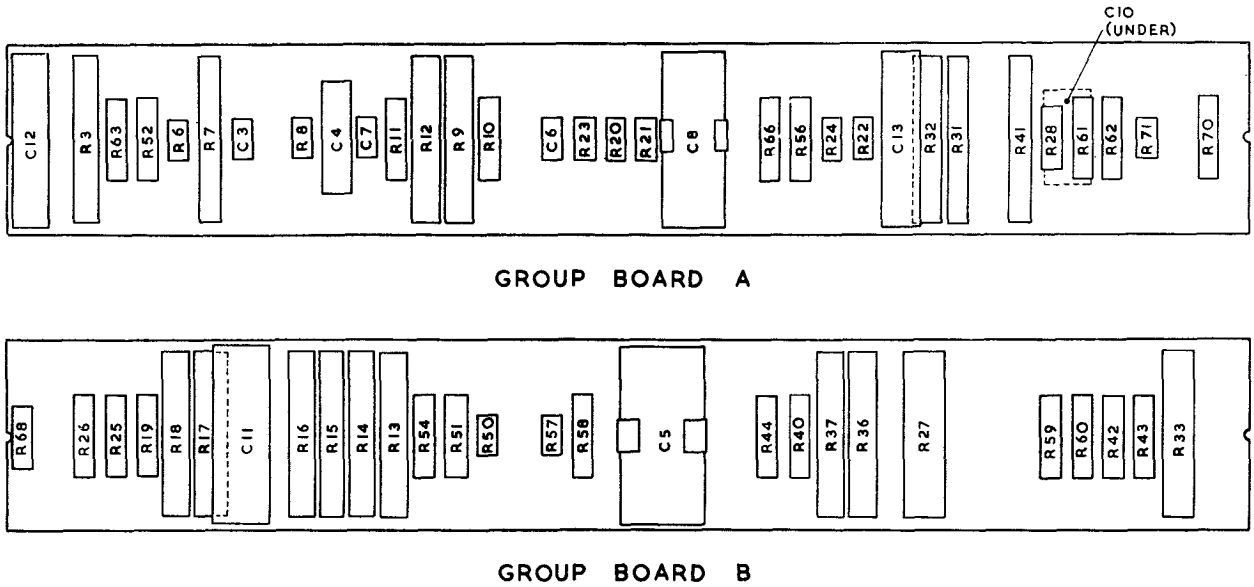 C10
(UNDER)
C12 R3 R63 R52 R6 R7 C3 R8 C4 C7 R11 R12 R9 R10 C6 R23 R20 R21 C8 R66 R56 R24 R22 C13 R32 R31 R41 R28 R61 R62 R71 R70
GROUP BOARD A
R68 R26 R25 R19 R18 R17 C11 R16 R15 R14 R13 R54 R51 R50 R57 R58 C5 R44 R40 R37 R36 R27 R59 R60 R42 R43 R33
GROUP BOARD B